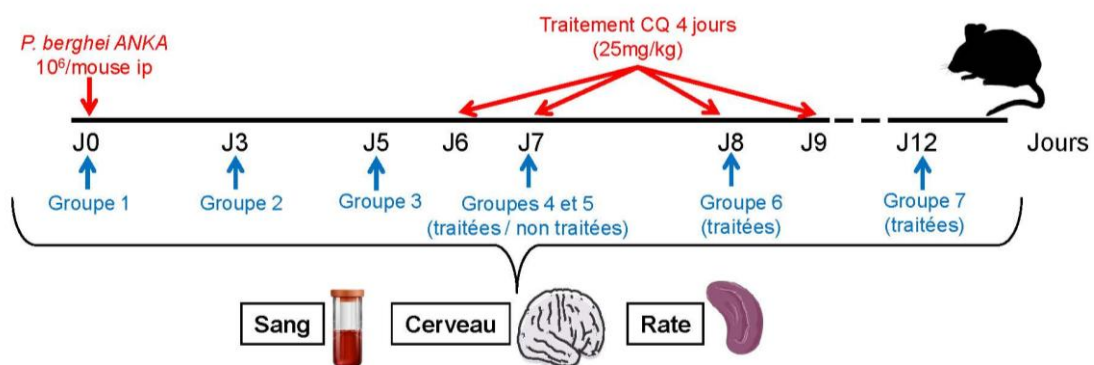 Traitement CQ 4 jours
(25mg/kg)
P. berghei ANKA
10⁶/mouse ip
J0 J3 J5 J6 J7 J8 J9 J12 Jours
Groupe 1 Groupe 2 Groupe 3 Groupes 4 et 5 Groupe 6 Groupe 7
(traitées / non traitées) (traitées) (traitées)
Sang Cerveau Rate